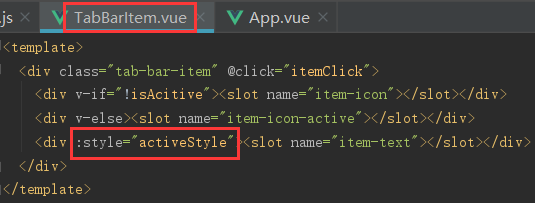 .js × TabBarItem.vue × App.vue ×
<template>
<div class="tab-bar-item" @click="itemClick">
<div v-if="!isAcitive"><slot name="item-icon"></slot></div>
<div v-else><slot name="item-icon-active"></slot></div>
<div :style="activeStyle"><slot name="item-text"></slot></div>
</div>
</template>